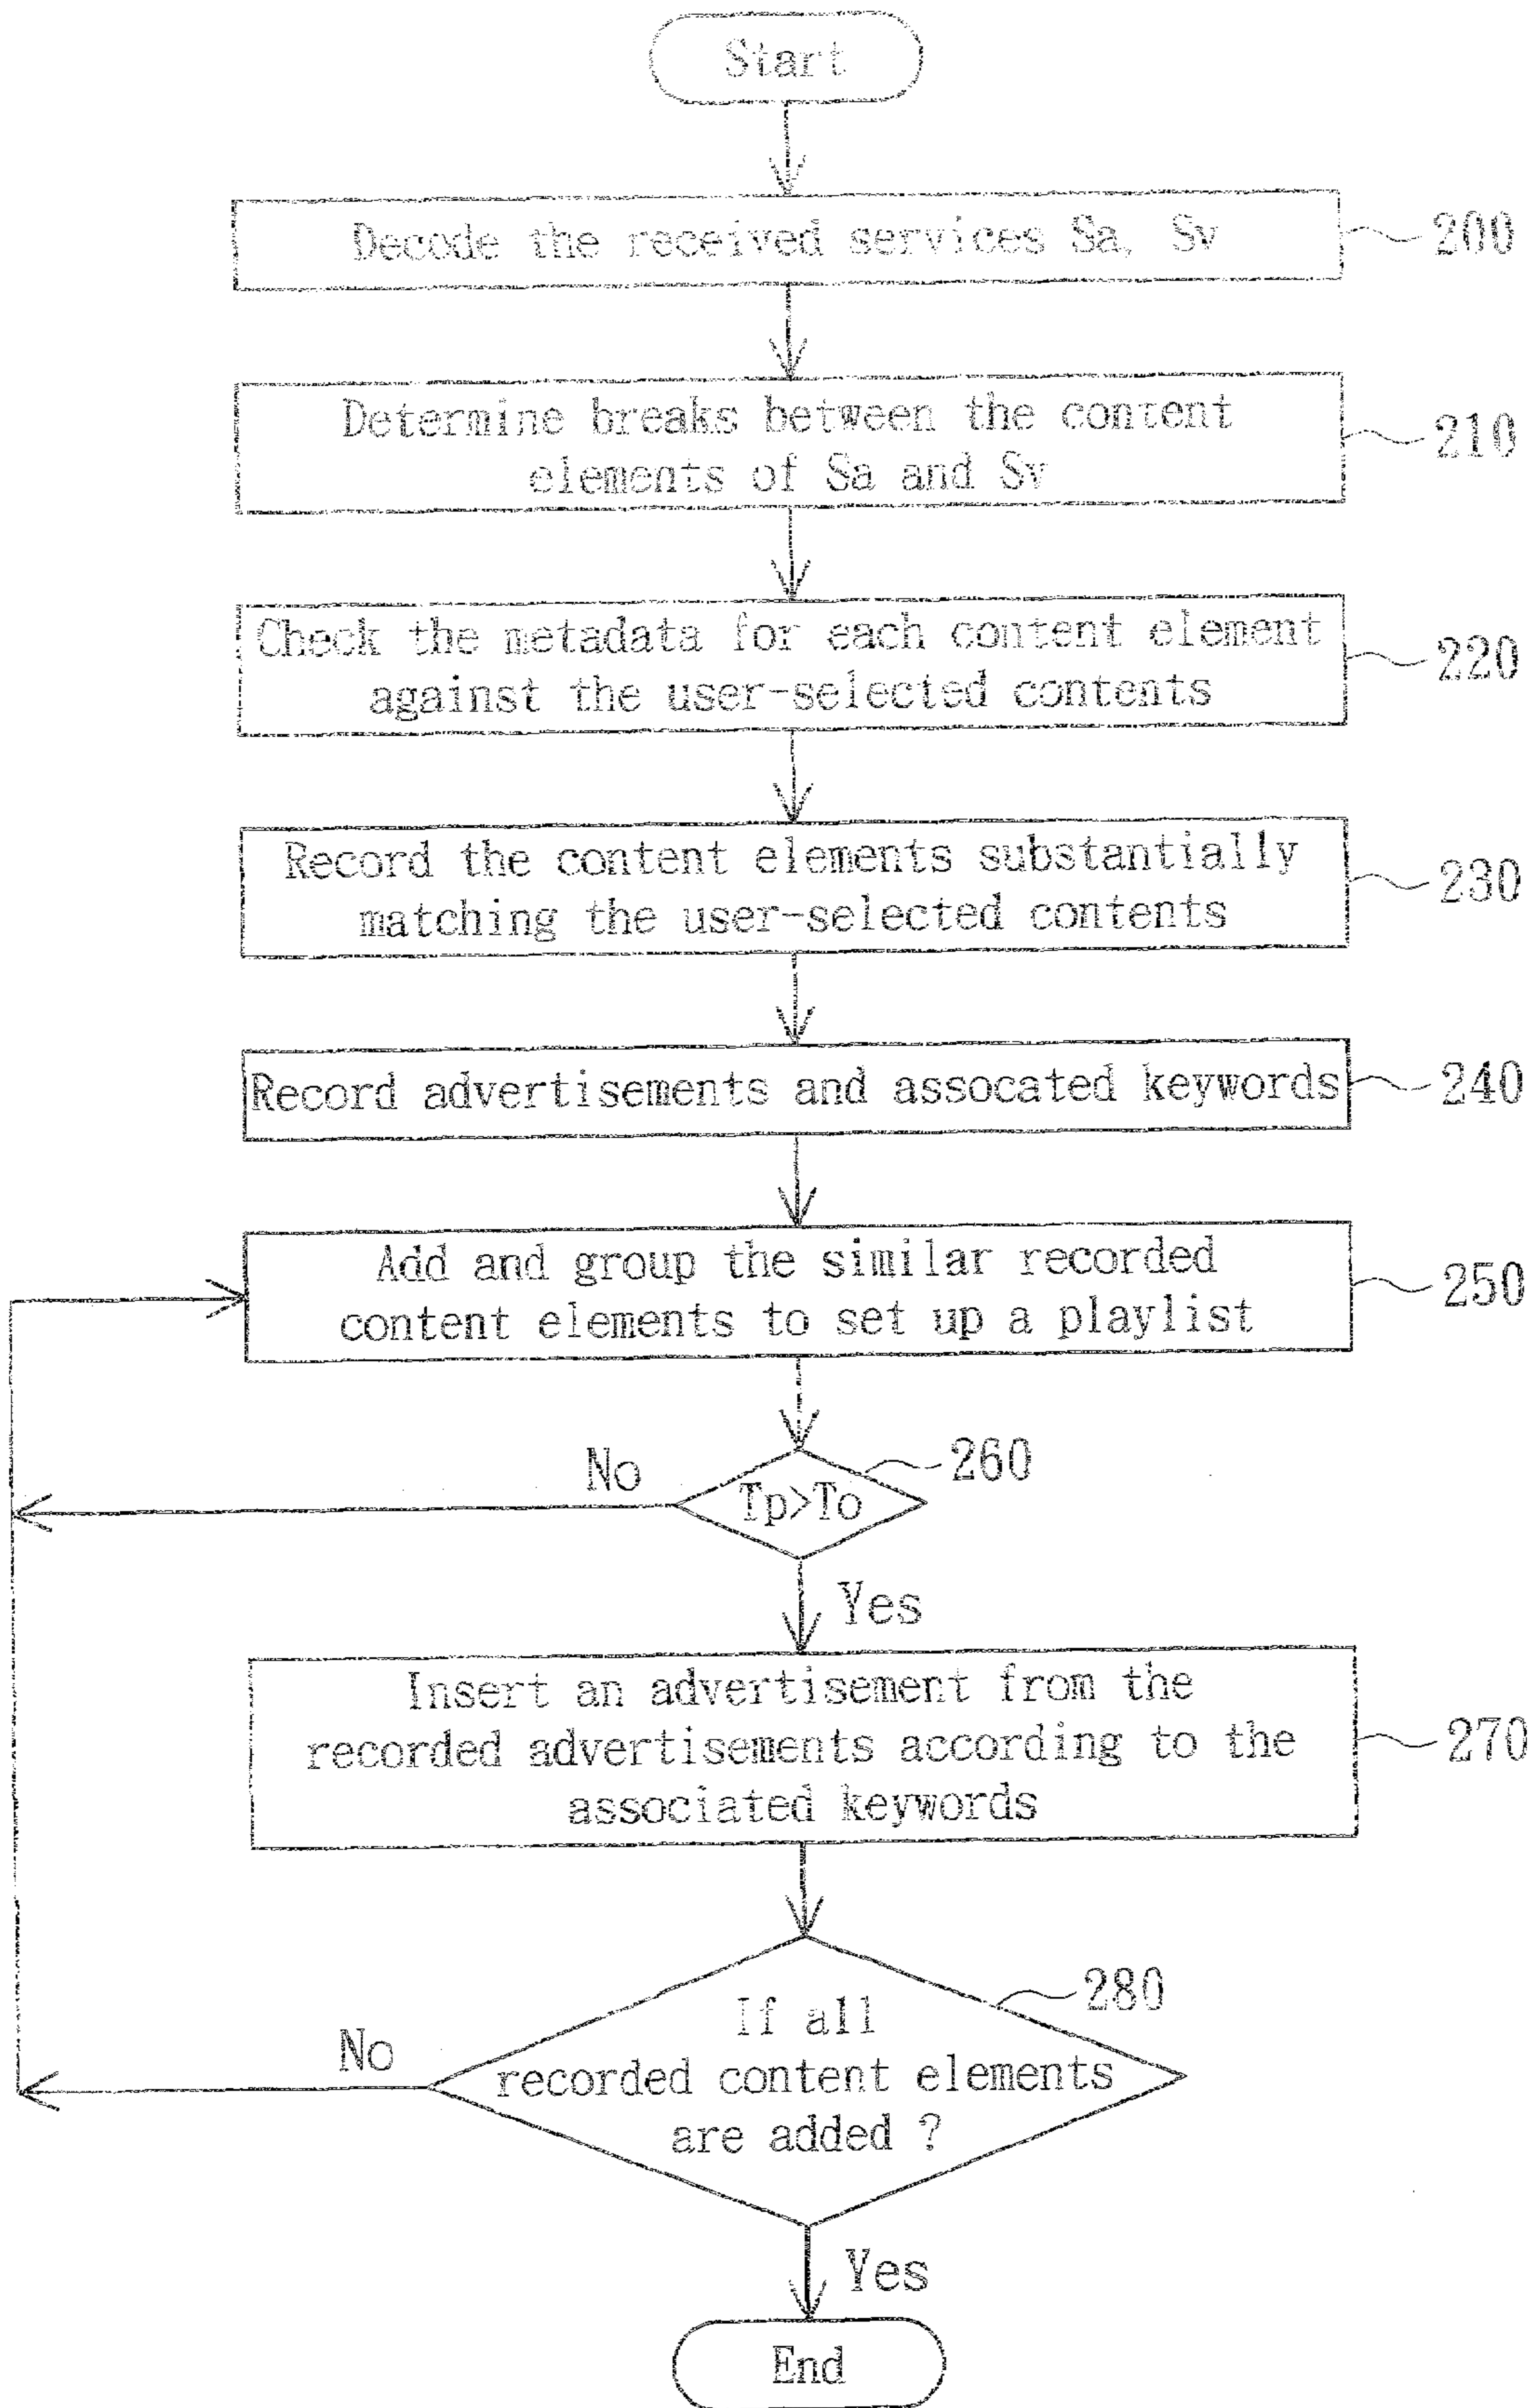 Start
Decode the received services Sa, Sv
200
Determine breaks between the content
elements of Sa and Sv
210
Check the metadata for each content element
against the user-selected contents
220
Record the content elements substantially
matching the user-selected contents
230
Record advertisements and assocated keywords
240
Add and group the similar recorded
content elements to set up a playlist
250
No
Tp>To
260
Yes
Insert an advertisement from the
recorded advertisements according to the
associated keywords
270
If all
recorded content elements
are added ?
280
No
Yes
End